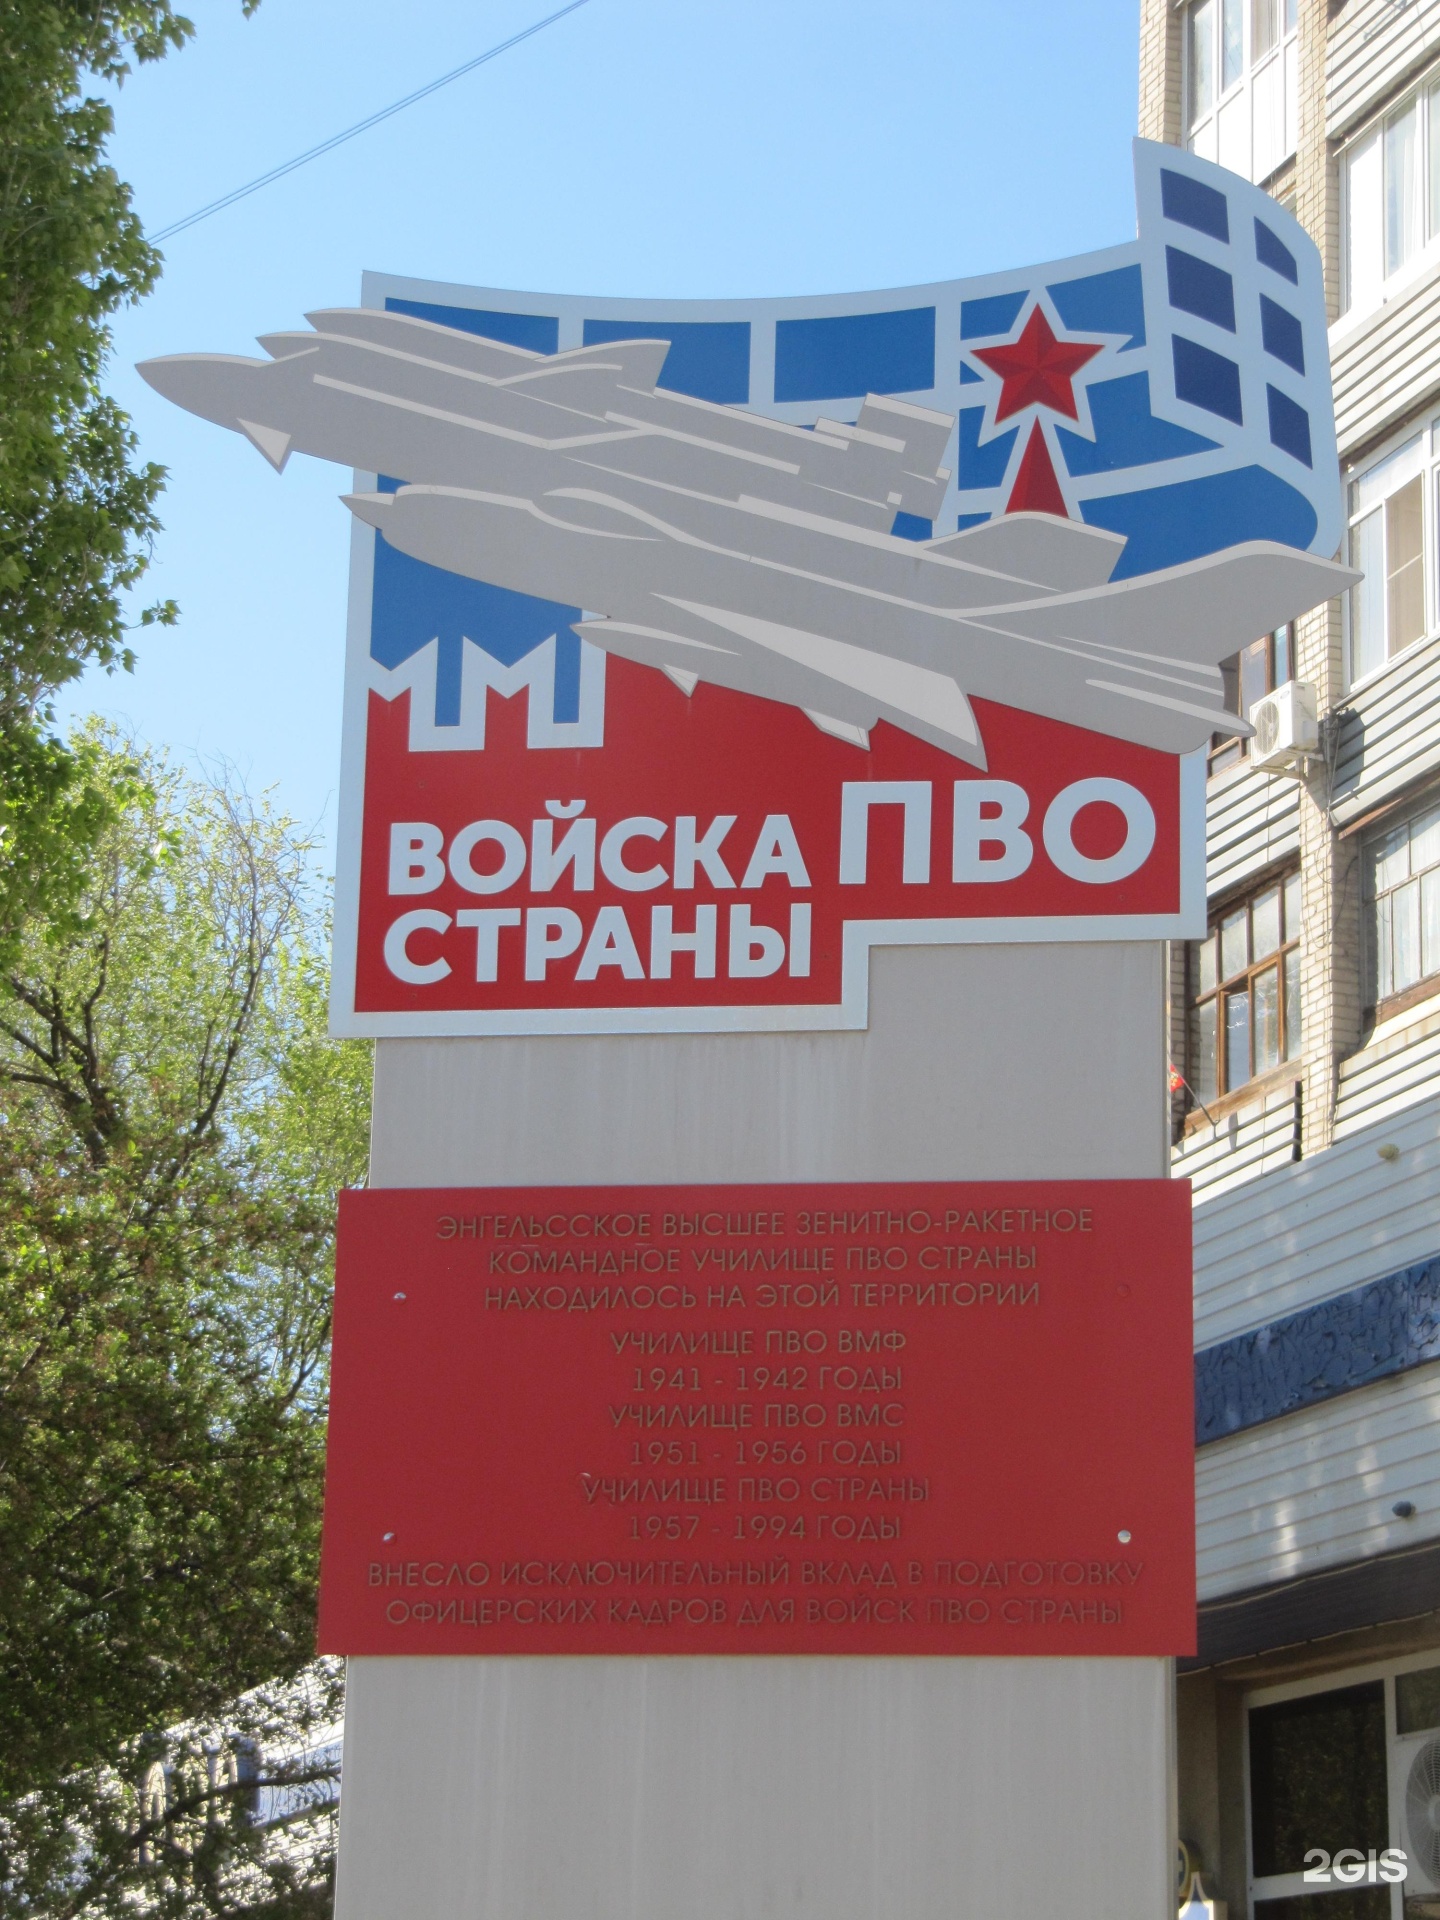 ВОЙСКА ПВО
СТРАНЫ
ЭНГЕЛЬССКОЕ ВЫСШЕЕ ЗЕНИТНО-РАКЕТНОЕ
КОМАНДНОЕ УЧИЛИЩЕ ПВО СТРАНЫ
НАХОДИЛОСЬ НА ЭТОЙ ТЕРРИТОРИИ
УЧИЛИЩЕ ПВО ВМФ
1941 - 1942 ГОДЫ
УЧИЛИЩЕ ПВО ВМС
1951 - 1956 ГОДЫ
УЧИЛИЩЕ ПВО СТРАНЫ
1957 - 1994 ГОДЫ
ВНЕСЛО ИСКЛЮЧИТЕЛЬНЫЙ ВКЛАД В ПОДГОТОВКУ
ОФИЦЕРСКИХ КАДРОВ ДЛЯ ВОЙСК ПВО СТРАНЫ
2GIS